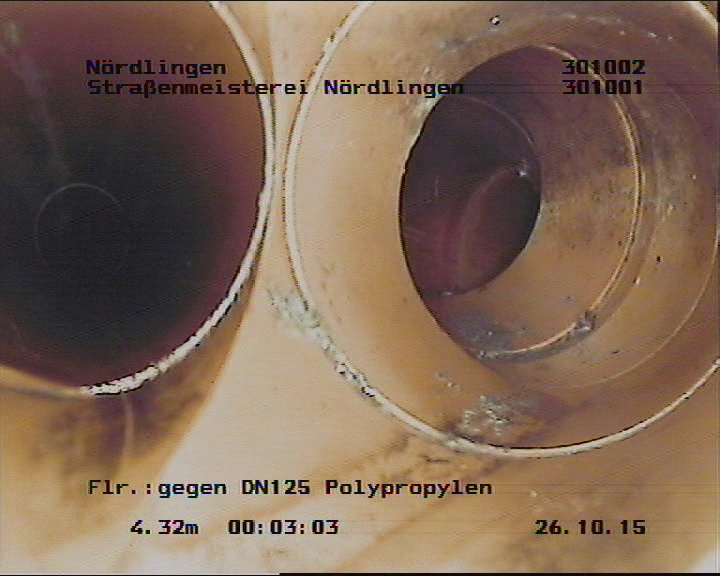 Nördlingen 301002
Straßenmeisterei Nördlingen 301001
Flr.:gegen DN125 Polypropylen
4.32m 00:03:03 26.10.15